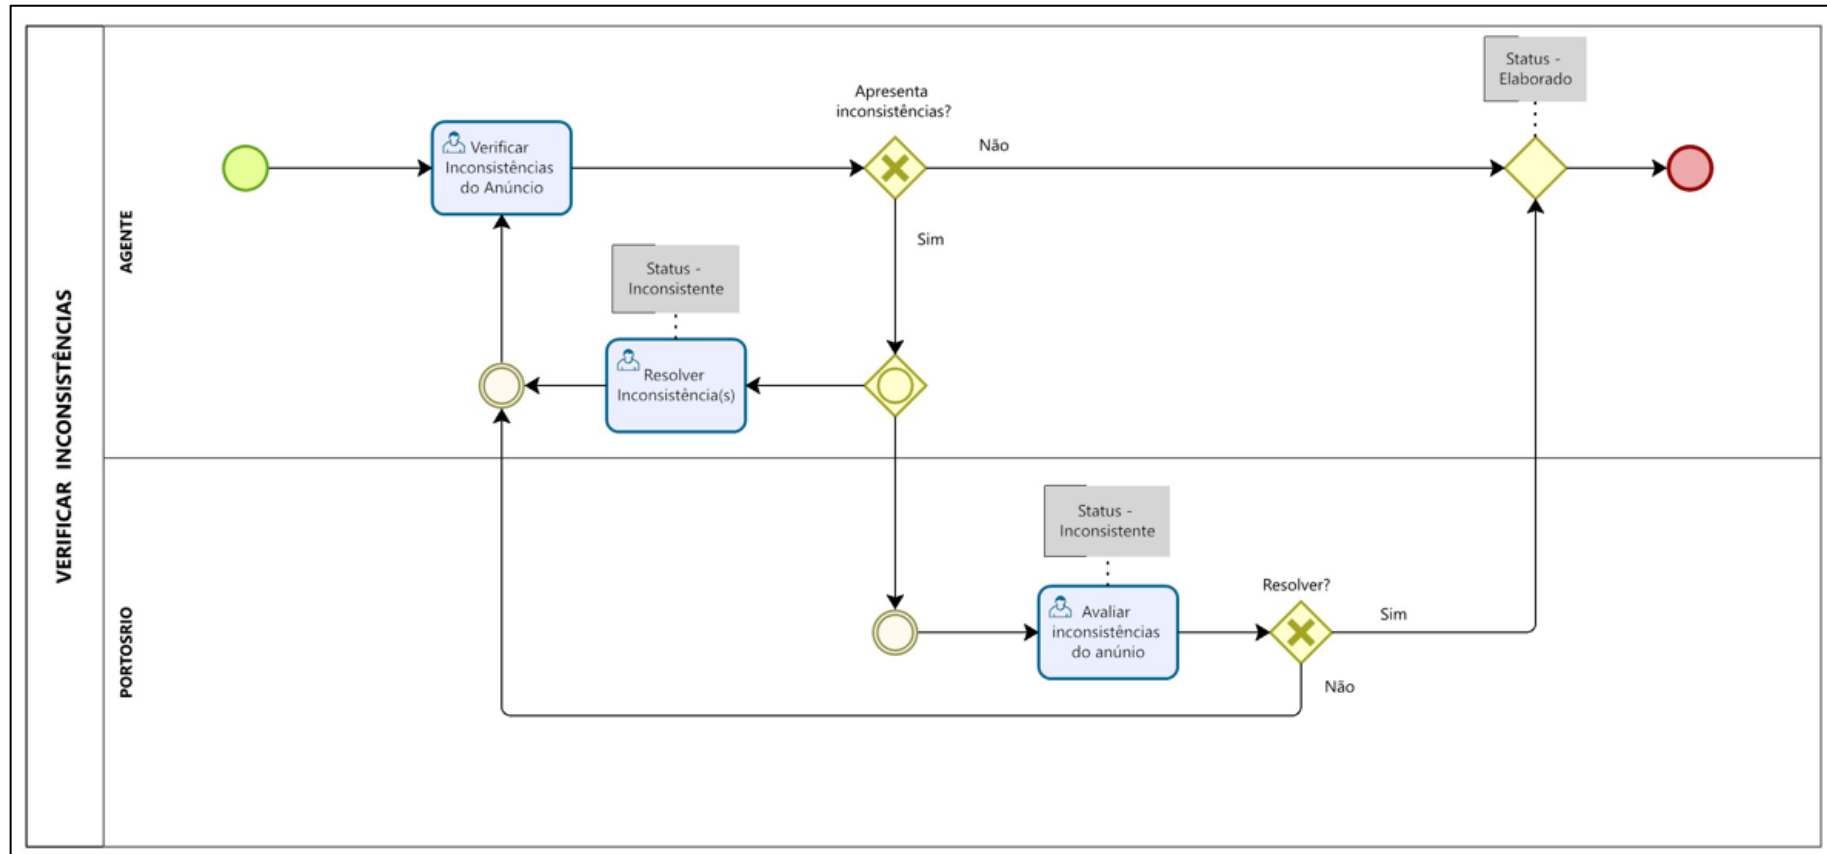 VERIFICAR INCONSISTÊNCIAS
AGENTE
Verificar
Inconsistências
do Anúncio
Apresenta
inconsistências?
Não
Status -
Elaborado
Sim
Status -
Inconsistente
Resolver
Inconsistência(s)
PORTOSRIO
Status -
Inconsistente
Avaliar
inconsistências
do anúnio
Resolver?
Sim
Não